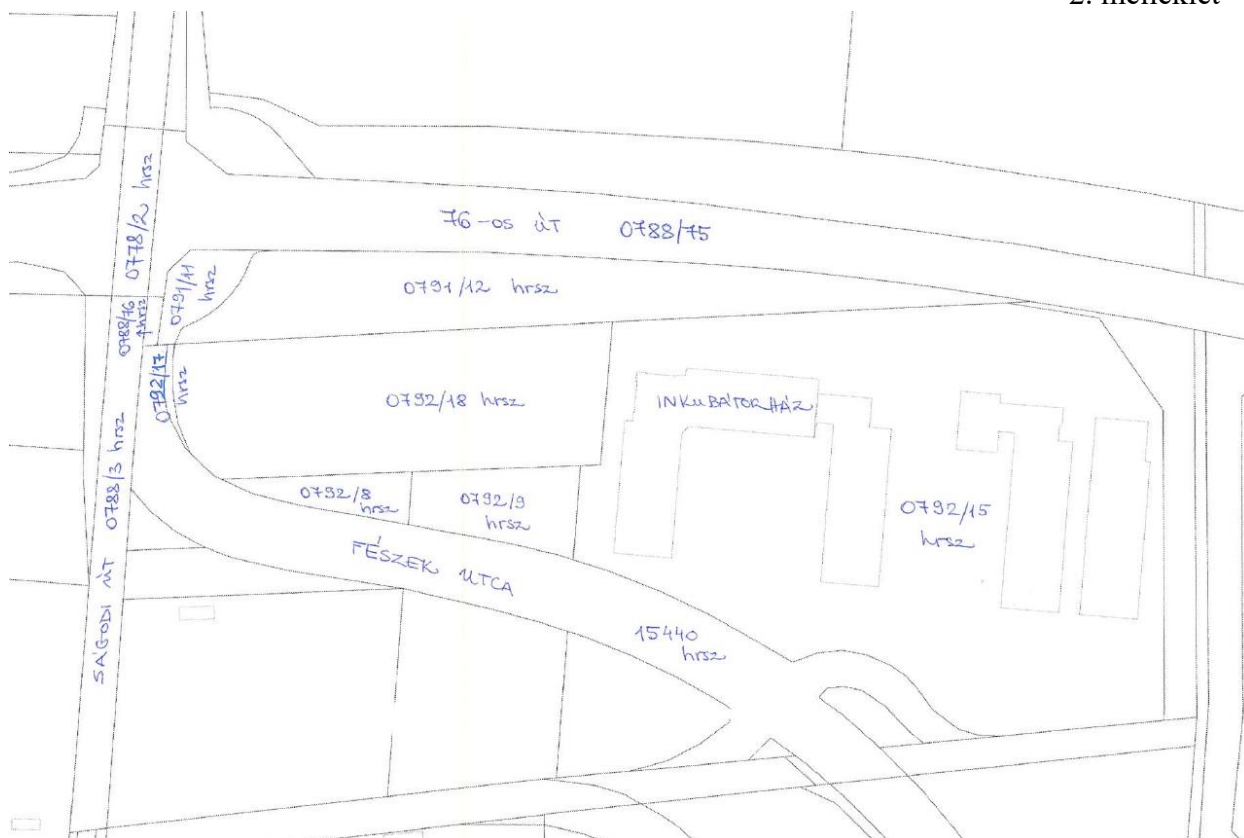 2. melléklet
0778/2 hrsz
76-OS ÚT 0788/75
0791/11
hrsz
0791/12 hrsz
0788/76
hrsz
0792/17
hrsz
0792/18 hrsz
INKUBÁTORHÁZ
0788/3 hrsz
SÁGODI ÚT
0792/8
hrsz
0792/9
hrsz
0792/15
hrsz
FÉSZEK UTCA
15440
hrsz